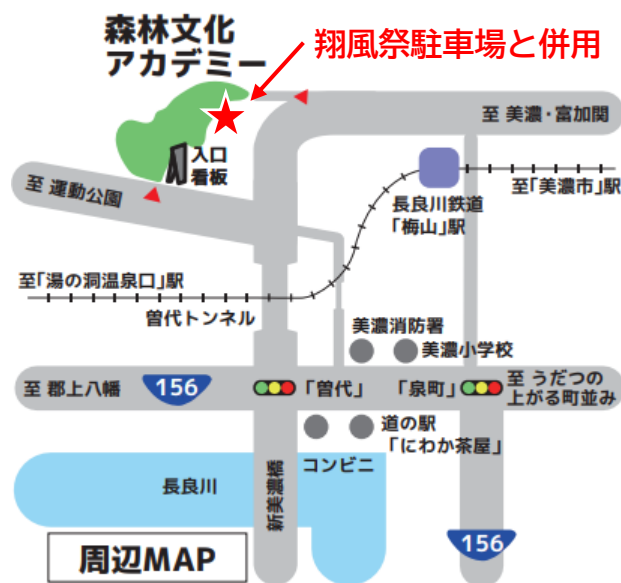 森林文化
アカデミー
翔風祭駐車場と併用
至 美濃・富加関
入口
看板
至 運動公園
至「美濃市」駅
長良川鉄道
「梅山」駅
至「湯の洞温泉口」駅
曽代トンネル
美濃消防署
美濃小学校
至 郡上八幡
156
「曽代」
「泉町」
至 うだつの
上がる町並み
道の駅
「にわか茶屋」
コンビニ
長良川
新美濃橋
156
周辺MAP